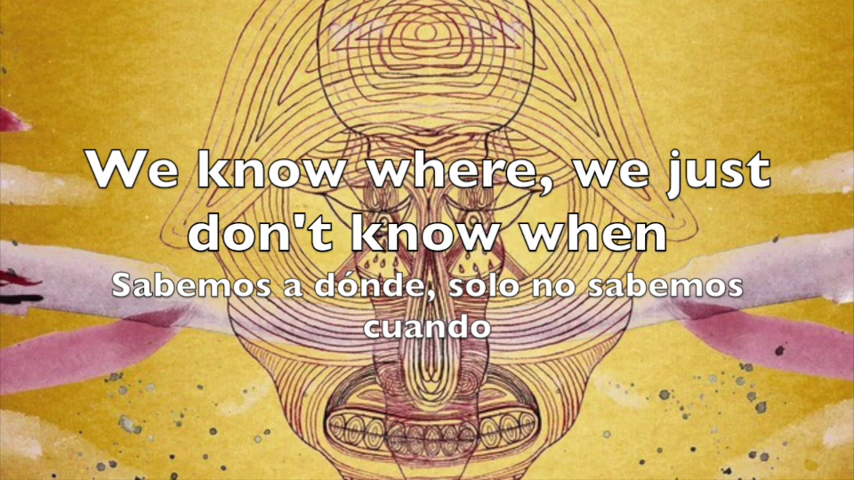 We know where, we just
don't know when
Sabemos a dónde, solo no sabemos
cuando